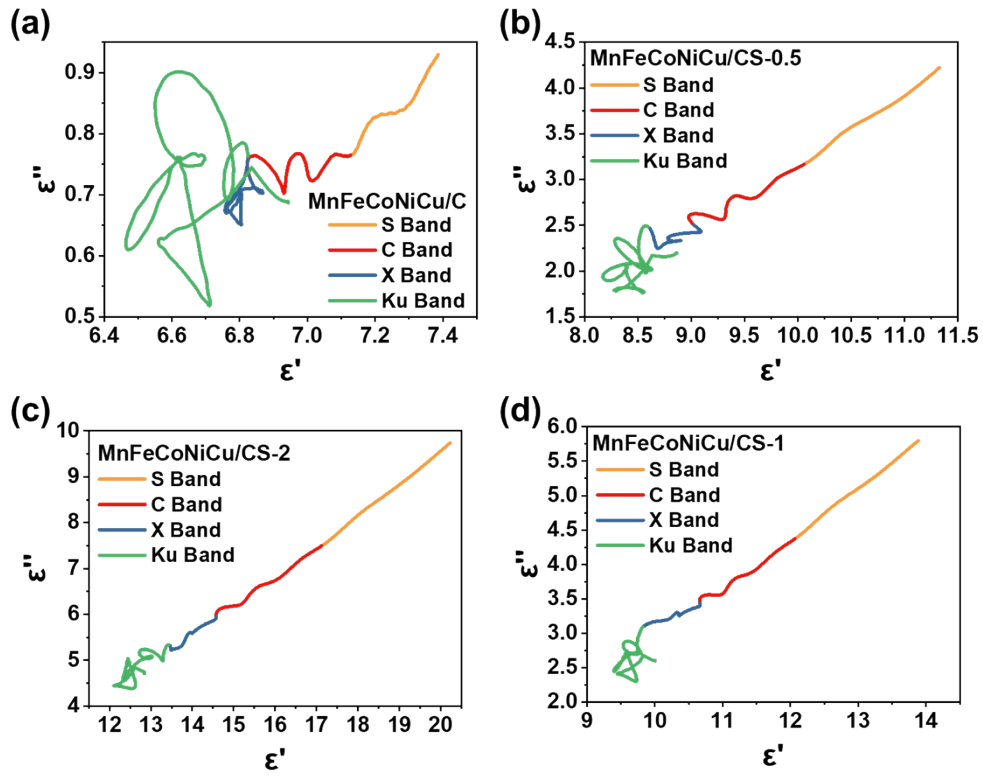 (a)
0.9
0.8
0.7
0.6
0.5
ε''
MnFeCoNiCu/C
S Band
C Band
X Band
Ku Band
6.4 6.6 6.8 7.0 7.2 7.4
ε'
(b)
4.5
4.0
3.5
3.0
2.5
2.0
1.5
ε''
MnFeCoNiCu/CS-0.5
S Band
C Band
X Band
Ku Band
8.0 8.5 9.0 9.5 10.0 10.5 11.0 11.5
ε'
(c)
10
9
8
7
6
5
4
ε''
MnFeCoNiCu/CS-2
S Band
C Band
X Band
Ku Band
12 13 14 15 16 17 18 19 20
ε'
(d)
6.0
5.5
5.0
4.5
4.0
3.5
3.0
2.5
2.0
ε''
MnFeCoNiCu/CS-1
S Band
C Band
X Band
Ku Band
9 10 11 12 13 14
ε'